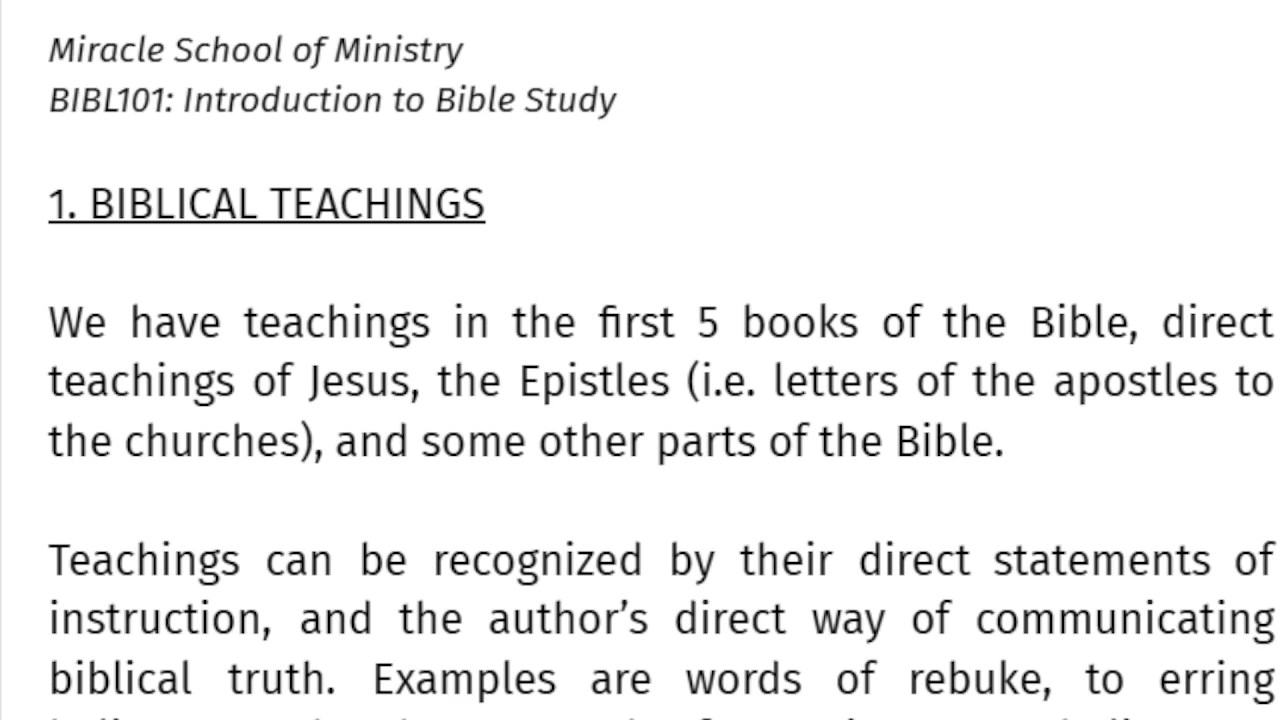 Miracle School of Ministry
BIBL101: Introduction to Bible Study
1. BIBLICAL TEACHINGS
We have teachings in the first 5 books of the Bible, direct
teachings of Jesus, the Epistles (i.e. letters of the apostles to
the churches), and some other parts of the Bible.
Teachings can be recognized by their direct statements of
instruction, and the author’s direct way of communicating
biblical truth. Examples are words of rebuke, to erring